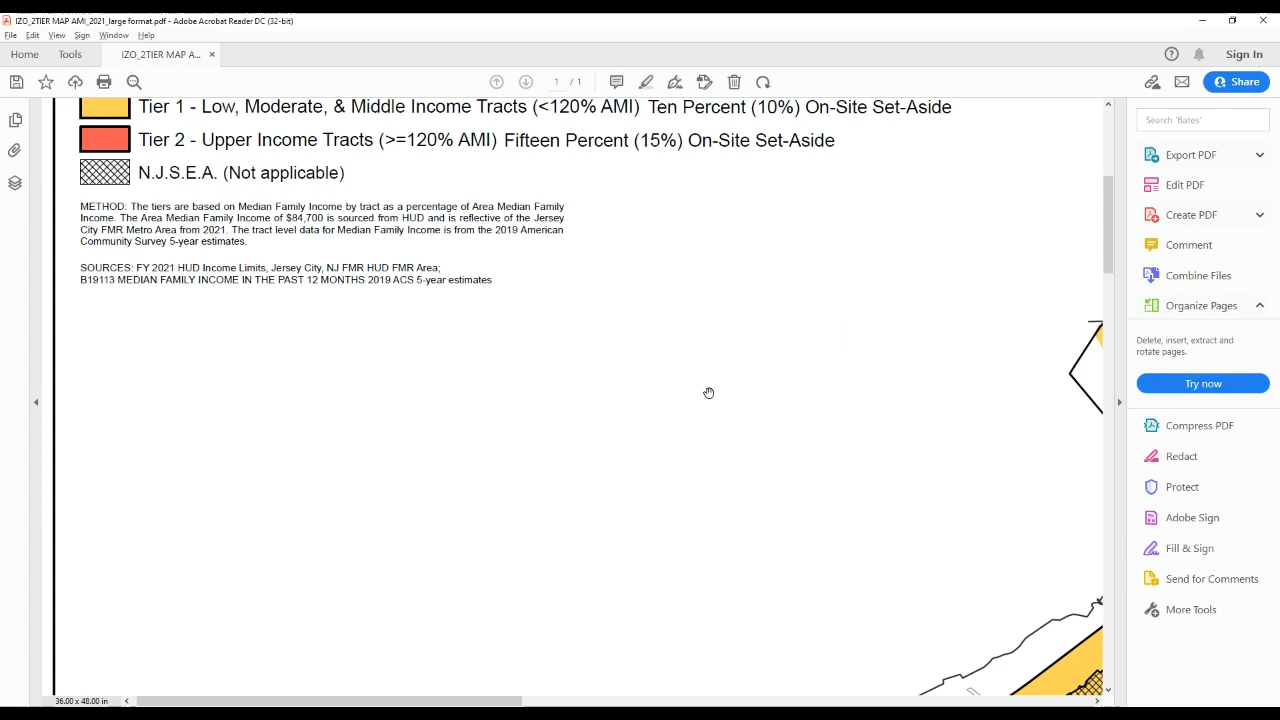 IZO_2TIER MAP AMI_2021_large format.pdf - Adobe Acrobat Reader DC (32-bit)
File Edit View Sign Window Help
Home Tools IZO_2TIER MAP A... × Sign In
1 / 1 Share
Tier 1 - Low, Moderate, & Middle Income Tracts (<120% AMI) Ten Percent (10%) On-Site Set-Aside
Tier 2 - Upper Income Tracts (>=120% AMI) Fifteen Percent (15%) On-Site Set-Aside
N.J.S.E.A. (Not applicable)
METHOD: The tiers are based on Median Family Income by tract as a percentage of Area Median Family
Income. The Area Median Family Income of $84,700 is sourced from HUD and is reflective of the Jersey
City FMR Metro Area from 2021. The tract level data for Median Family Income is from the 2019 American
Community Survey 5-year estimates.
SOURCES: FY 2021 HUD Income Limits, Jersey City, NJ FMR HUD FMR Area;
B19113 MEDIAN FAMILY INCOME IN THE PAST 12 MONTHS 2019 ACS 5-year estimates
36.00 x 48.00 in
Search 'Bates'
Export PDF
Edit PDF
Create PDF
Comment
Combine Files
Organize Pages
Delete, insert, extract and
rotate pages.
Try now
Compress PDF
Redact
Protect
Adobe Sign
Fill & Sign
Send for Comments
More Tools